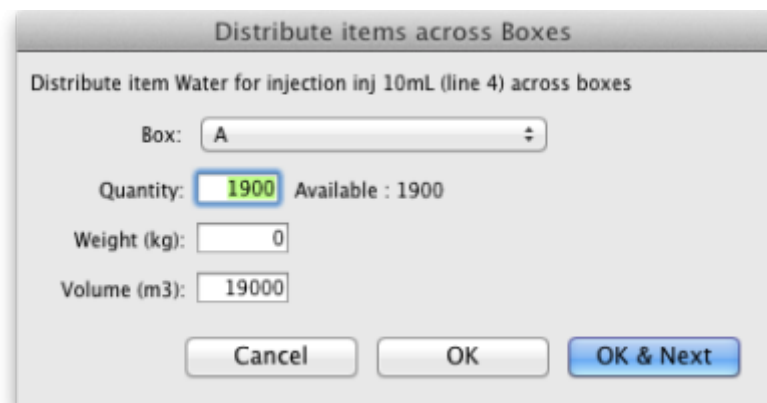 Distribute items across Boxes
Distribute item Water for injection inj 10mL (line 4) across boxes
Box: A
Quantity: 1900 Available : 1900
Weight (kg): 0
Volume (m3): 19000
Cancel OK OK & Next